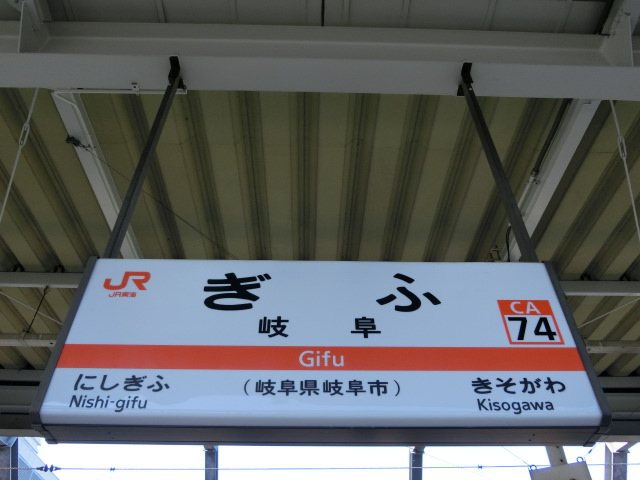 JR
JR東海
ぎふ
岐阜
CA
74
Gifu
にしぎふ
Nishi-gifu
（岐阜県岐阜市）
きそがわ
Kisogawa